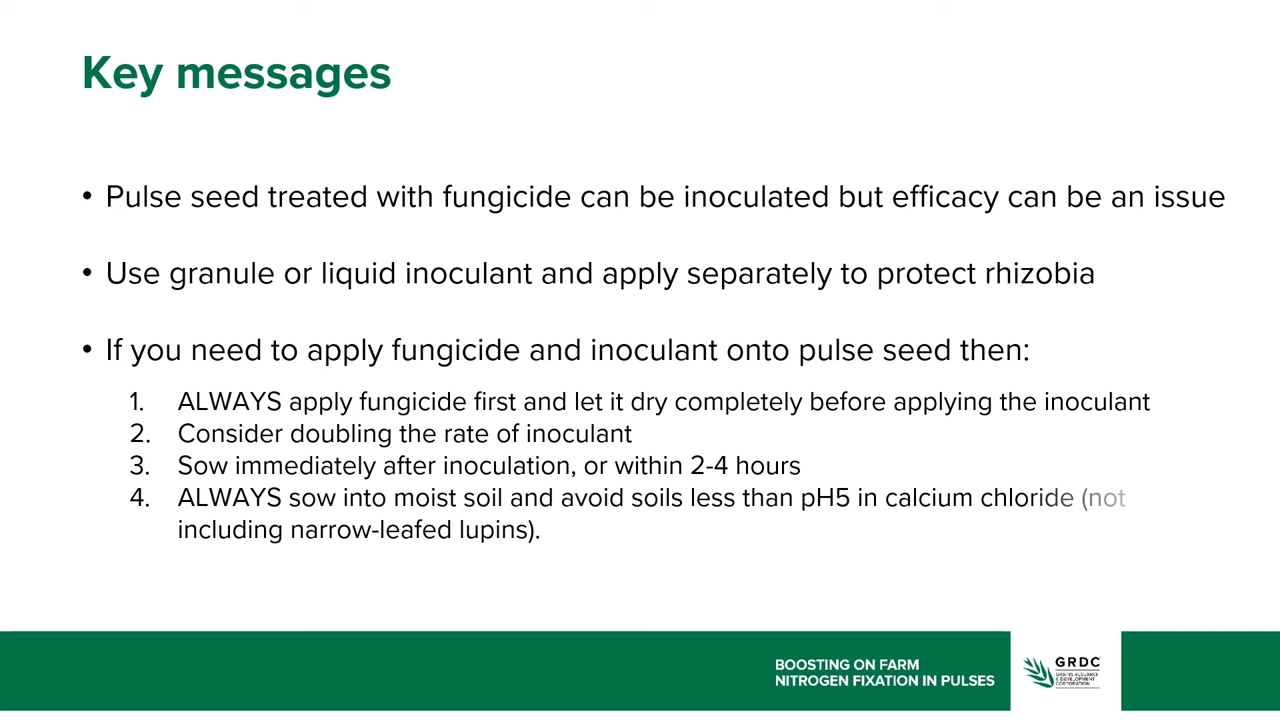 Key messages
• Pulse seed treated with fungicide can be inoculated but efficacy can be an issue
• Use granule or liquid inoculant and apply separately to protect rhizobia
• If you need to apply fungicide and inoculant onto pulse seed then:
1. ALWAYS apply fungicide first and let it dry completely before applying the inoculant
2. Consider doubling the rate of inoculant
3. Sow immediately after inoculation, or within 2-4 hours
4. ALWAYS sow into moist soil and avoid soils less than pH5 in calcium chloride (not
including narrow-leafed lupins).
BOOSTING ON FARM
NITROGEN FIXATION IN PULSES
GRDC
GRAINS RESEARCH
& DEVELOPMENT
CORPORATION